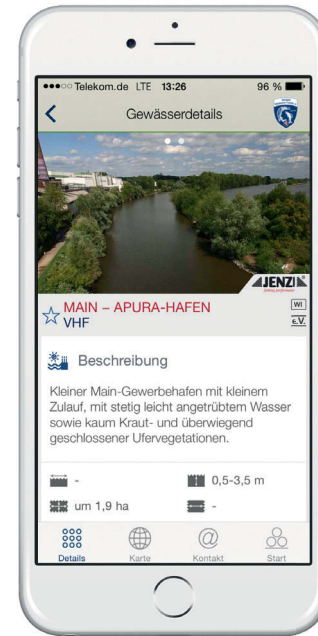 Telekom.de LTE 13:26 96 %
Gewässerdetails
JENZI
MAIN – APURA-HAFEN
VHF
WI
e.V.
Beschreibung
Kleiner Main-Gewerbehafen mit kleinem
Zulauf, mit stetig leicht angetrübtem Wasser
sowie kaum Kraut- und überwiegend
geschlossener Ufervegetationen.
- 0,5-3,5 m
um 1,9 ha -
Details Karte Kontakt Start